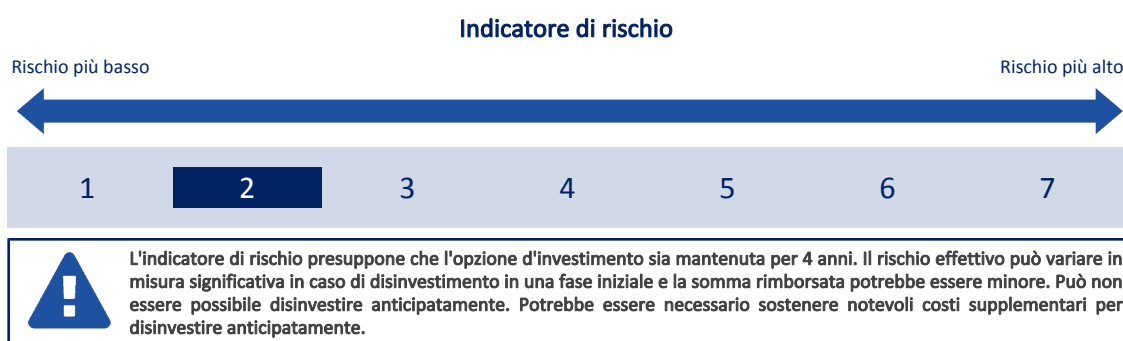 Indicatore di rischio
Rischio più basso
Rischio più alto
1 2 3 4 5 6 7
L'indicatore di rischio presuppone che l'opzione d'investimento sia mantenuta per 4 anni. Il rischio effettivo può variare in
misura significativa in caso di disinvestimento in una fase iniziale e la somma rimborsata potrebbe essere minore. Può non
essere possibile disinvestire anticipatamente. Potrebbe essere necessario sostenere notevoli costi supplementari per
disinvestire anticipatamente.